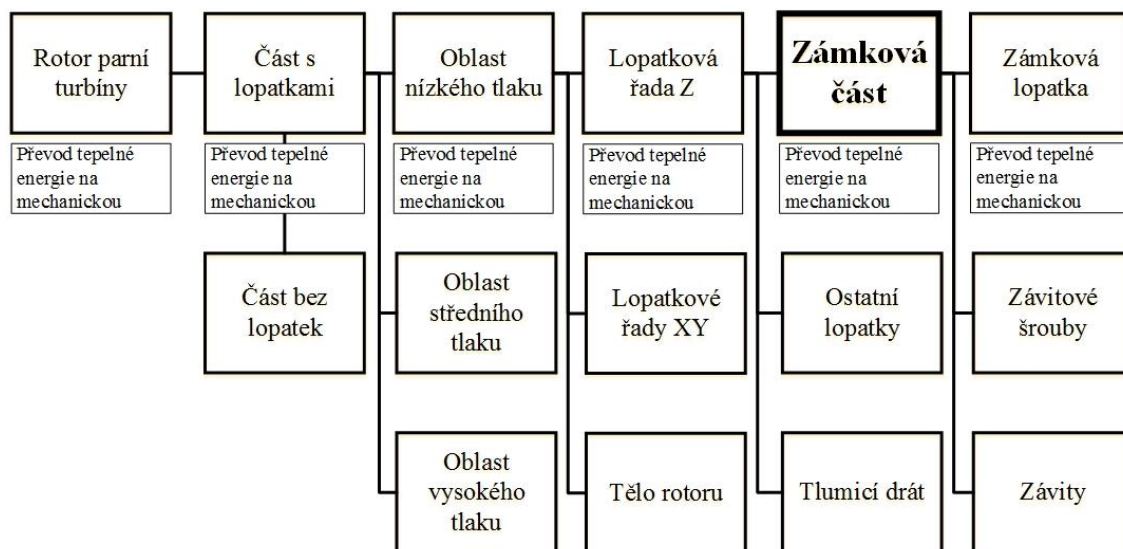 Rotor parní
turbíny
Část s
lopatkami
Oblast
nízkého tlaku
Lopatková
řada Z
Zámková
část
Zámková
lopatka
Převod tepelné
energie na
mechanickou
Převod tepelné
energie na
mechanickou
Převod tepelné
energie na
mechanickou
Převod tepelné
energie na
mechanickou
Převod tepelné
energie na
mechanickou
Převod tepelné
energie na
mechanickou
Část bez
lopatek
Oblast
středního
tlaku
Lopatkové
řady XY
Ostatní
lopatky
Závitové
šrouby
Oblast
vysokého
tlaku
Tělo rotoru
Tlumicí drát
Závity